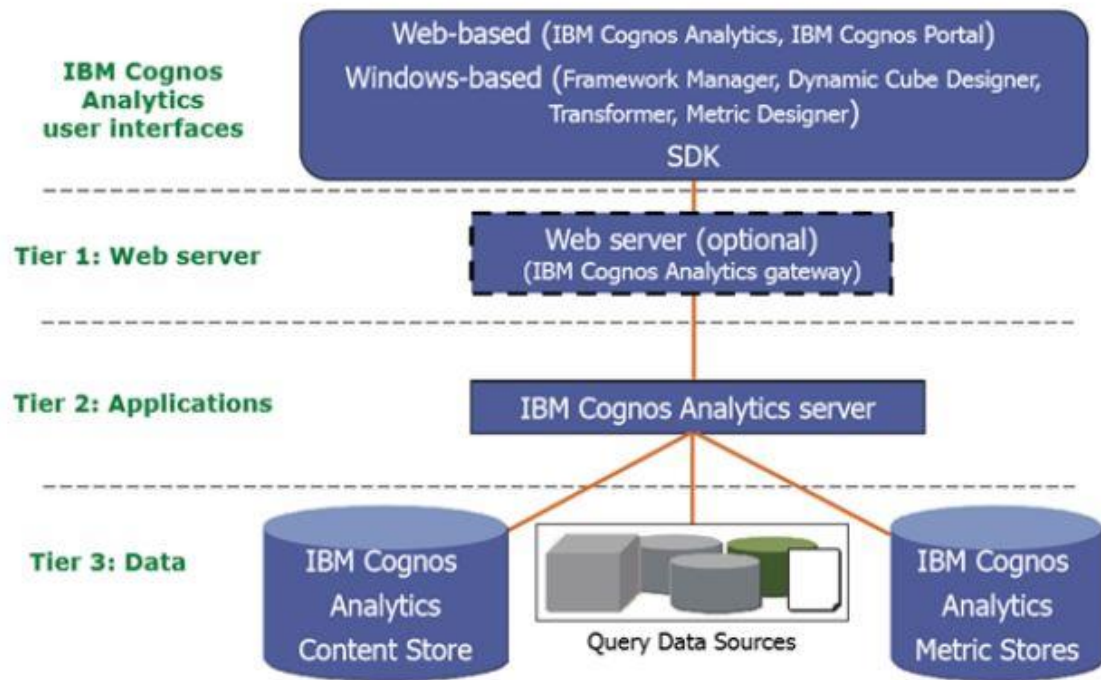 IBM Cognos
Analytics
user interfaces
Web-based (IBM Cognos Analytics, IBM Cognos Portal)
Windows-based (Framework Manager, Dynamic Cube Designer,
Transformer, Metric Designer)
SDK
Tier 1: Web server
Web server (optional)
(IBM Cognos Analytics gateway)
Tier 2: Applications
IBM Cognos Analytics server
Tier 3: Data
IBM Cognos
Analytics
Content Store
Query Data Sources
IBM Cognos
Analytics
Metric Stores